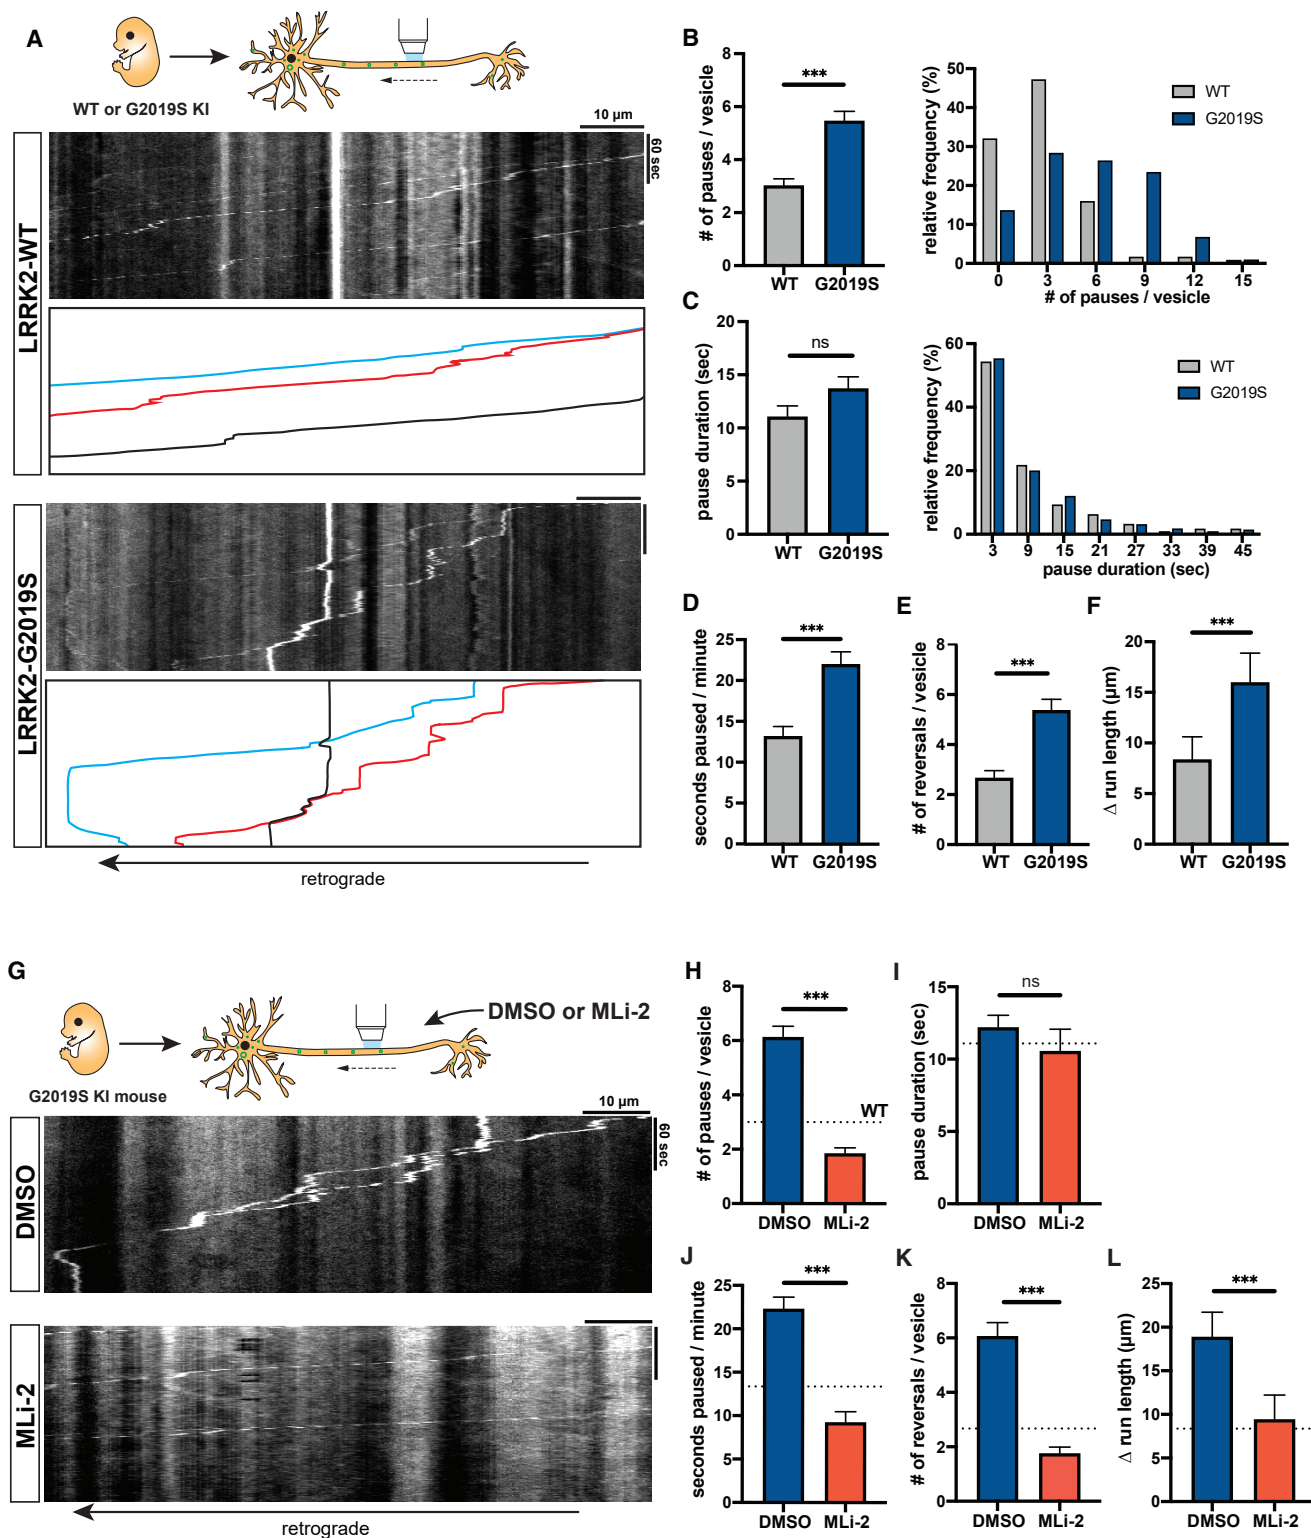 A
WT or G2019S KI
10 µm
60 sec
LRRK2-WT
LRRK2-G2019S
retrograde
B
# of pauses / vesicle
8
6
4
2
0
***
WT
G2019S
relative frequency (%)
50
40
30
20
10
0
WT
G2019S
0 3 6 9 12 15
# of pauses / vesicle
C
pause duration (sec)
20
15
10
5
0
ns
WT
G2019S
relative frequency (%)
60
40
20
0
WT
G2019S
3 9 15 21 27 33 39 45
pause duration (sec)
D
seconds paused / minute
25
20
15
10
5
0
***
WT
G2019S
E
# of reversals / vesicle
8
6
4
2
0
***
WT
G2019S
F
Δ run length (µm)
20
15
10
5
0
***
WT
G2019S
G
DMSO or MLi-2
G2019S KI mouse
10 µm
60 sec
DMSO
MLi-2
retrograde
H
# of pauses / vesicle
8
6
4
2
0
***
WT
DMSO
MLi-2
I
pause duration (sec)
15
10
5
0
ns
DMSO
MLi-2
J
seconds paused / minute
25
20
15
10
5
0
***
DMSO
MLi-2
K
# of reversals / vesicle
8
6
4
2
0
***
DMSO
MLi-2
L
Δ run length (µm)
25
20
15
10
5
0
***
DMSO
MLi-2